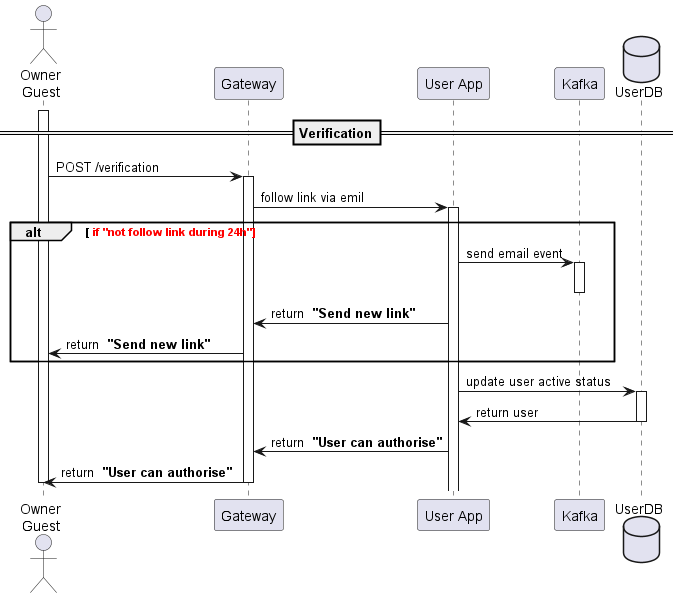 Owner
Guest
Gateway
User App
Kafka
UserDB
Verification
POST /verification
follow link via emil
alt
[ if "not follow link during 24h"]
send email event
return "Send new link"
return "Send new link"
update user active status
return user
return "User can authorise"
return "User can authorise"
Owner
Guest
Gateway
User App
Kafka
UserDB